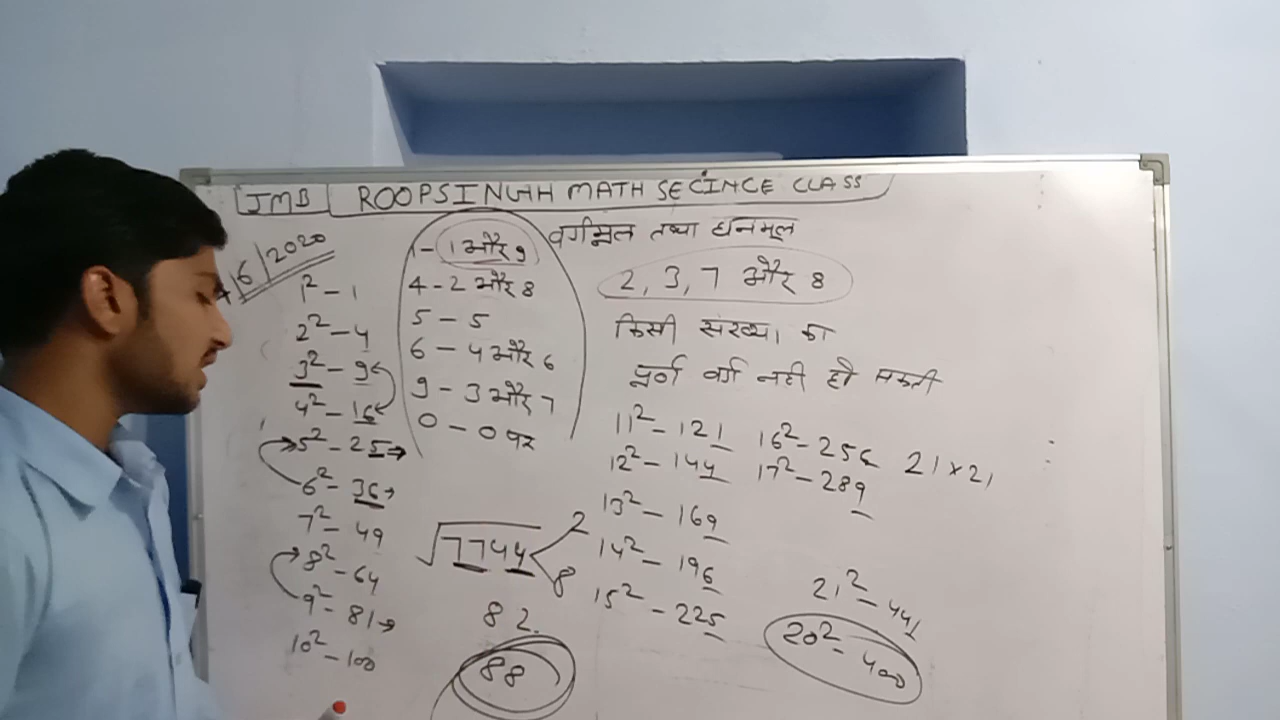 JMB ROOPSINGH MATH SECINCE CLASS
वर्गमूल तथा घनमूल
6/2020
1² - 1
2² - 4
3² - 9
4² - 16
5² - 25
6² - 36
7² - 49
8² - 64
9² - 81
10² - 100
1 - 1 और 9
4 - 2 और 8
5 - 5
6 - 4 और 6
9 - 3 और 7
0 - 0 पर
√7744
2
8
82.
88
2, 3, 7 और 8
किसी संख्या का
पूर्ण वर्ग नही हो सकती
11² - 121
12² - 144
13² - 169
14² - 196
15² - 225
16² - 256
17² - 289
21 × 21
21² - 441
20² - 400